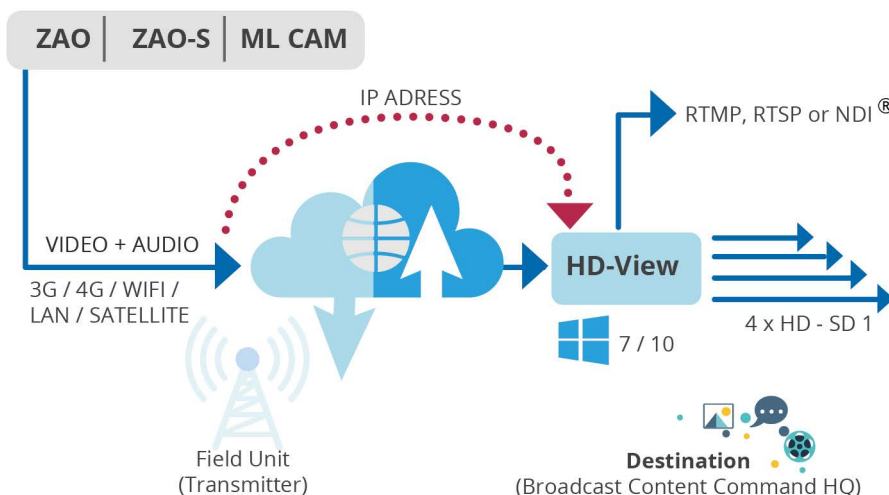 ZAO | ZAO-S | ML CAM
IP ADRESS
RTMP, RTSP or NDI ®
VIDEO + AUDIO
3G / 4G / WIFI /
LAN / SATELLITE
HD-View
7 / 10
4 x HD - SD 1
Field Unit
(Transmitter)
Destination
(Broadcast Content Command HQ)